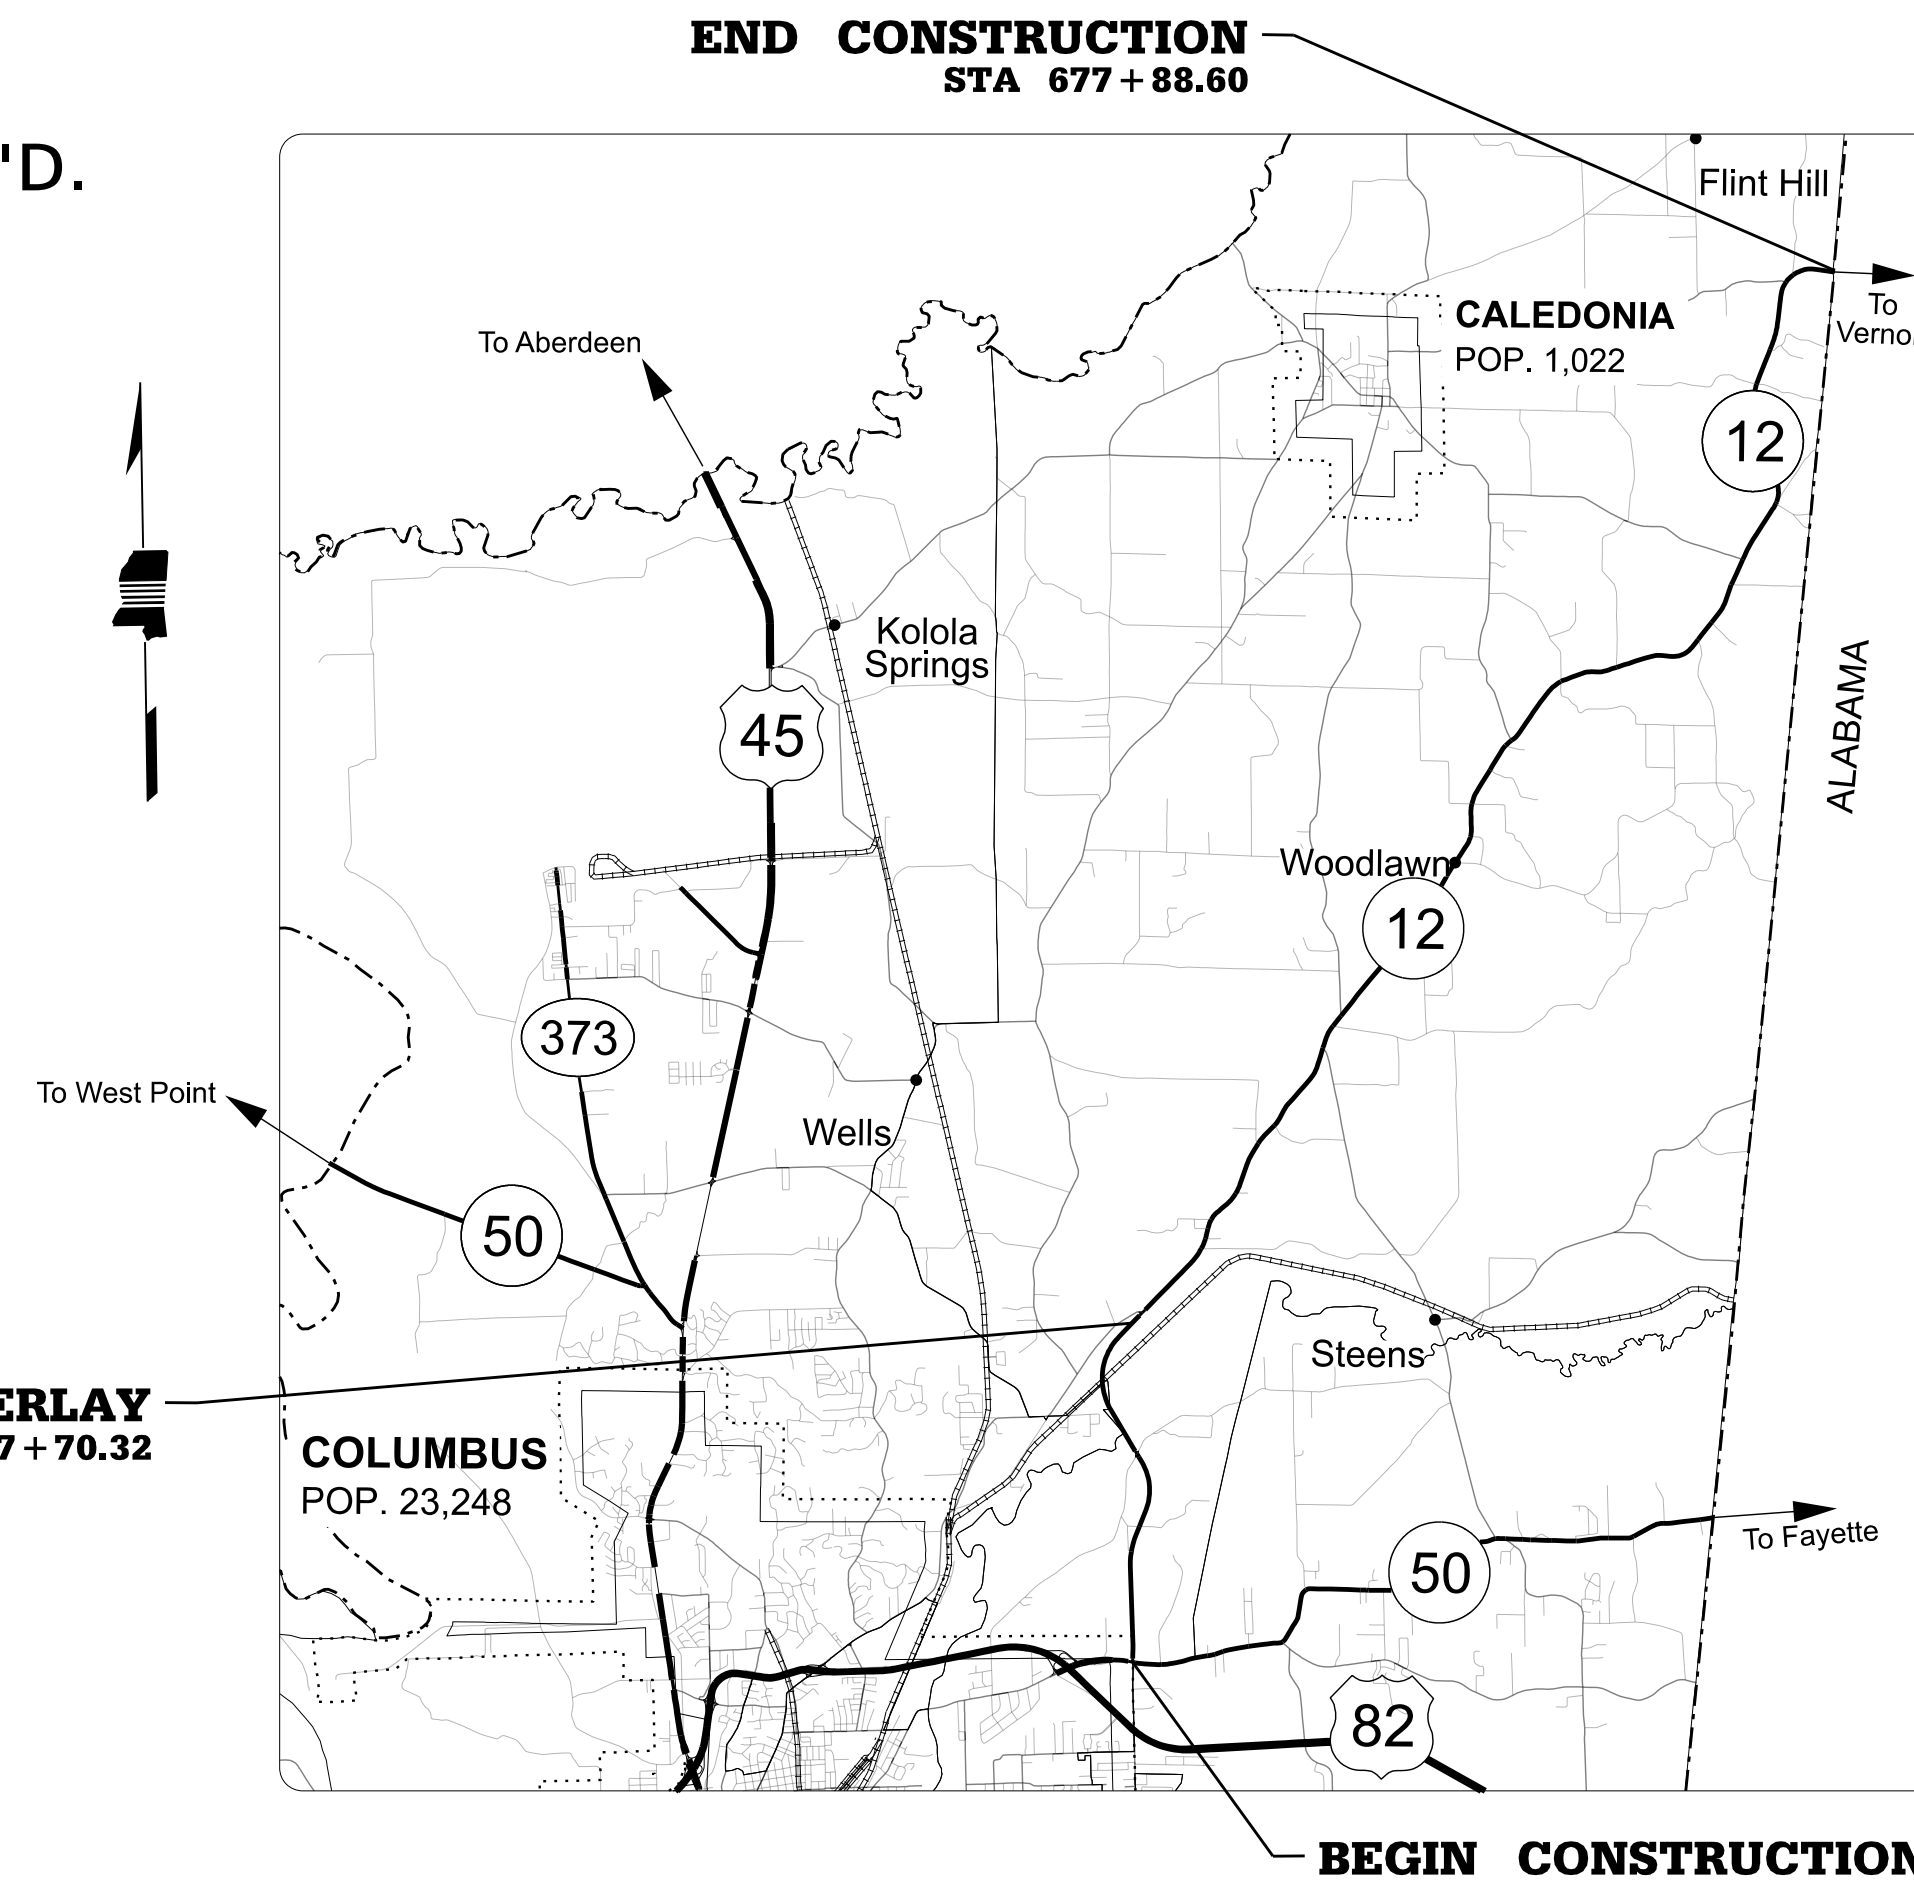 END CONSTRUCTION
STA 677+88.60
'D.
Flint Hill
To
CALEDONIA
POP. 1,022
To Aberdeen
12
Kolola
Springs
45
ALABAMA
Woodlawn
12
373
To West Point
Wells
50
Steens
ERLAY
7+70.32
COLUMBUS
POP. 23,248
To Fayette
50
82
BEGIN CONSTRUCTION